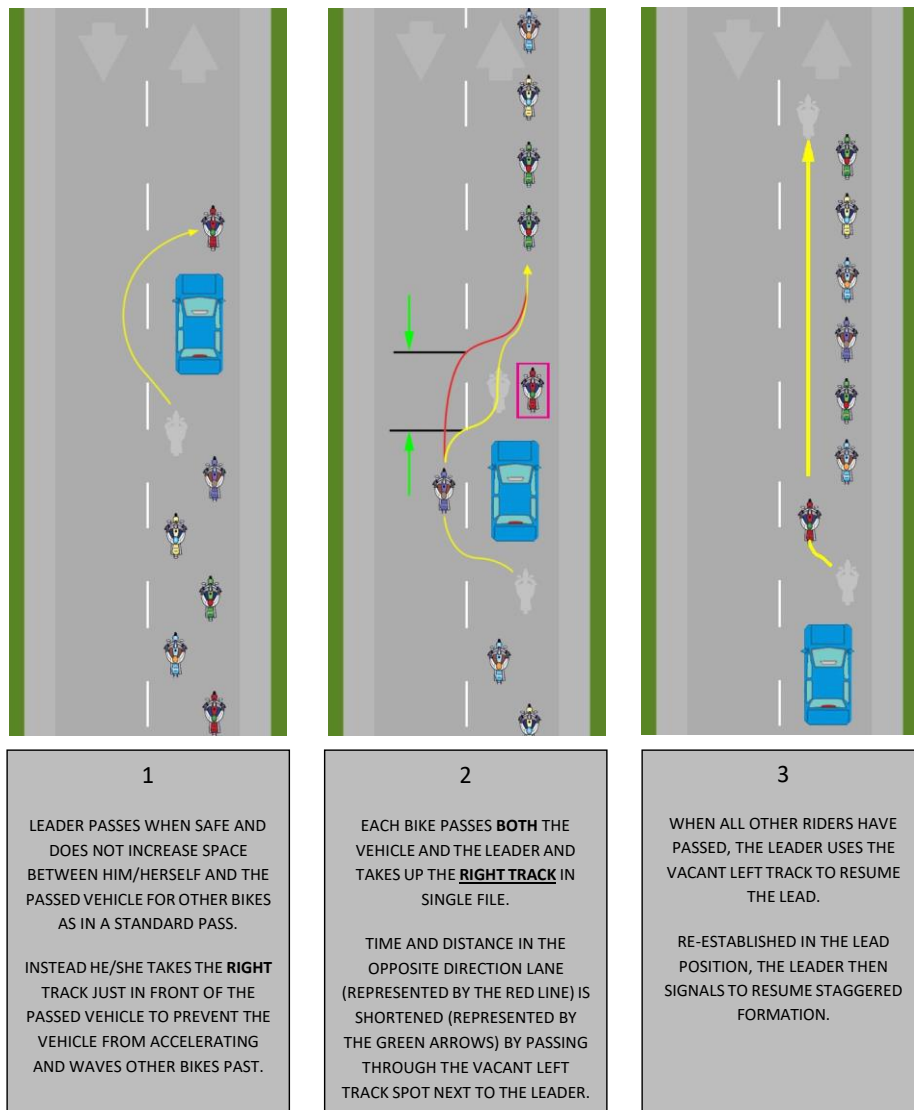 1
LEADER PASSES WHEN SAFE AND
DOES NOT INCREASE SPACE
BETWEEN HIM/HERSELF AND THE
PASSED VEHICLE FOR OTHER BIKES
AS IN A STANDARD PASS.
INSTEAD HE/SHE TAKES THE RIGHT
TRACK JUST IN FRONT OF THE
PASSED VEHICLE TO PREVENT THE
VEHICLE FROM ACCELERATING
AND WAVES OTHER BIKES PAST.
2
EACH BIKE PASSES BOTH THE
VEHICLE AND THE LEADER AND
TAKES UP THE RIGHT TRACK IN
SINGLE FILE.
TIME AND DISTANCE IN THE
OPPOSITE DIRECTION LANE
(REPRESENTED BY THE RED LINE) IS
SHORTENED (REPRESENTED BY
THE GREEN ARROWS) BY PASSING
THROUGH THE VACANT LEFT
TRACK SPOT NEXT TO THE LEADER.
3
WHEN ALL OTHER RIDERS HAVE
PASSED, THE LEADER USES THE
VACANT LEFT TRACK TO RESUME
THE LEAD.
RE-ESTABLISHED IN THE LEAD
POSITION, THE LEADER THEN
SIGNALS TO RESUME STAGGERED
FORMATION.